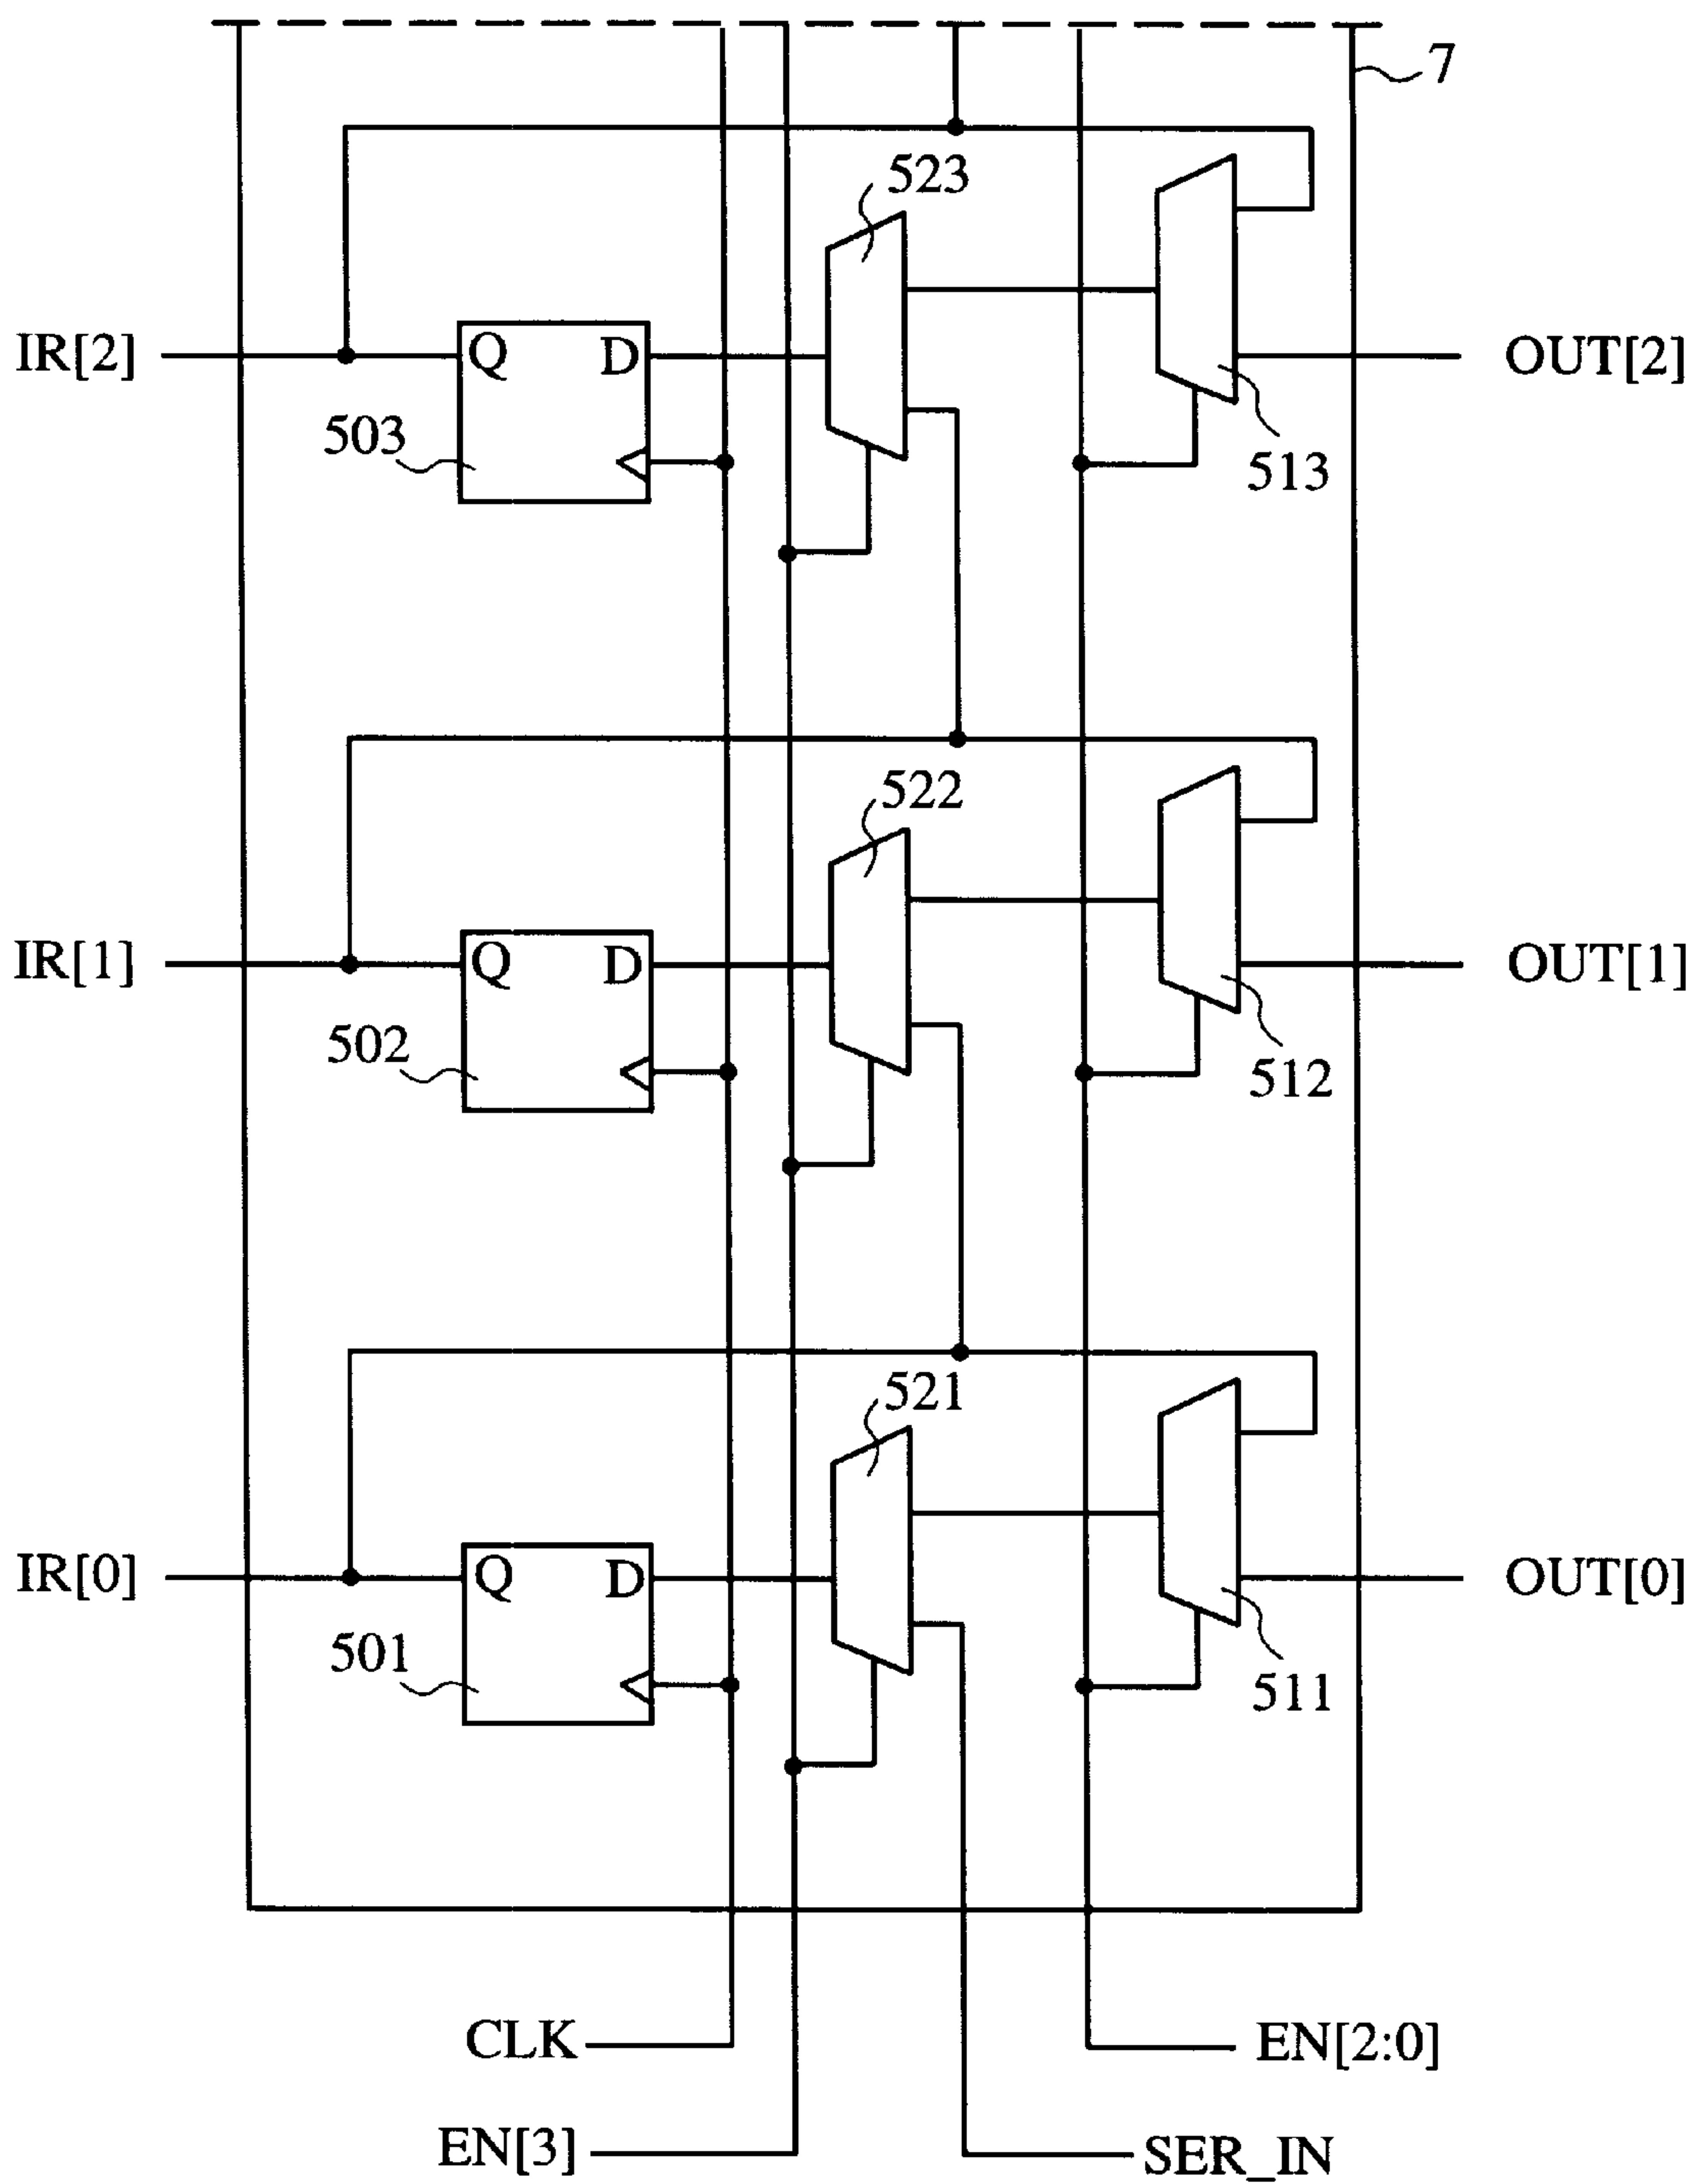 7
523
IR[2]
Q
D
OUT[2]
503
513
522
IR[1]
Q
D
OUT[1]
502
512
521
IR[0]
Q
D
OUT[0]
501
511
CLK
EN[2:0]
EN[3]
SER_IN